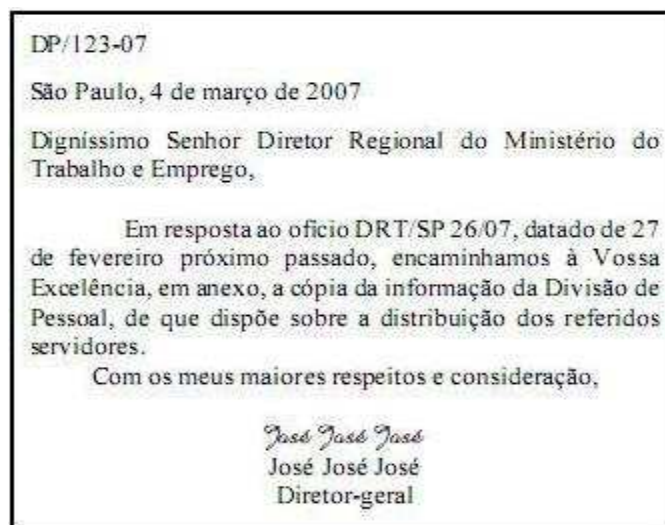 DP/123-07
São Paulo, 4 de março de 2007
Digníssimo Senhor Diretor Regional do Ministério do
Trabalho e Emprego,
Em resposta ao ofício DRT/SP 26/07, datado de 27
de fevereiro próximo passado, encaminhamos à Vossa
Excelência, em anexo, a cópia da informação da Divisão de
Pessoal, de que dispõe sobre a distribuição dos referidos
servidores.
Com os meus maiores respeitos e consideração,
José José José
José José José
Diretor-geral